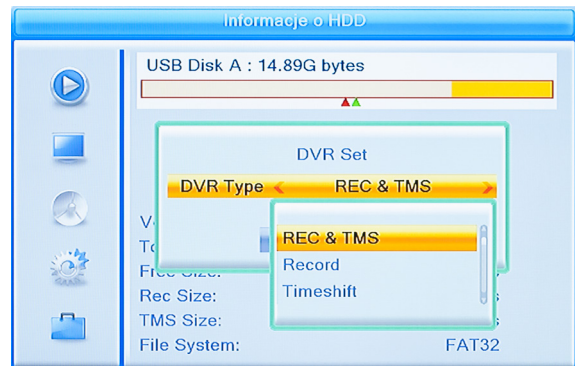 Informacje o HDD
USB Disk A : 14.89G bytes
DVR Set
DVR Type REC & TMS
REC & TMS
Record
Timeshift
Free Size:
Rec Size:
TMS Size:
File System: FAT32